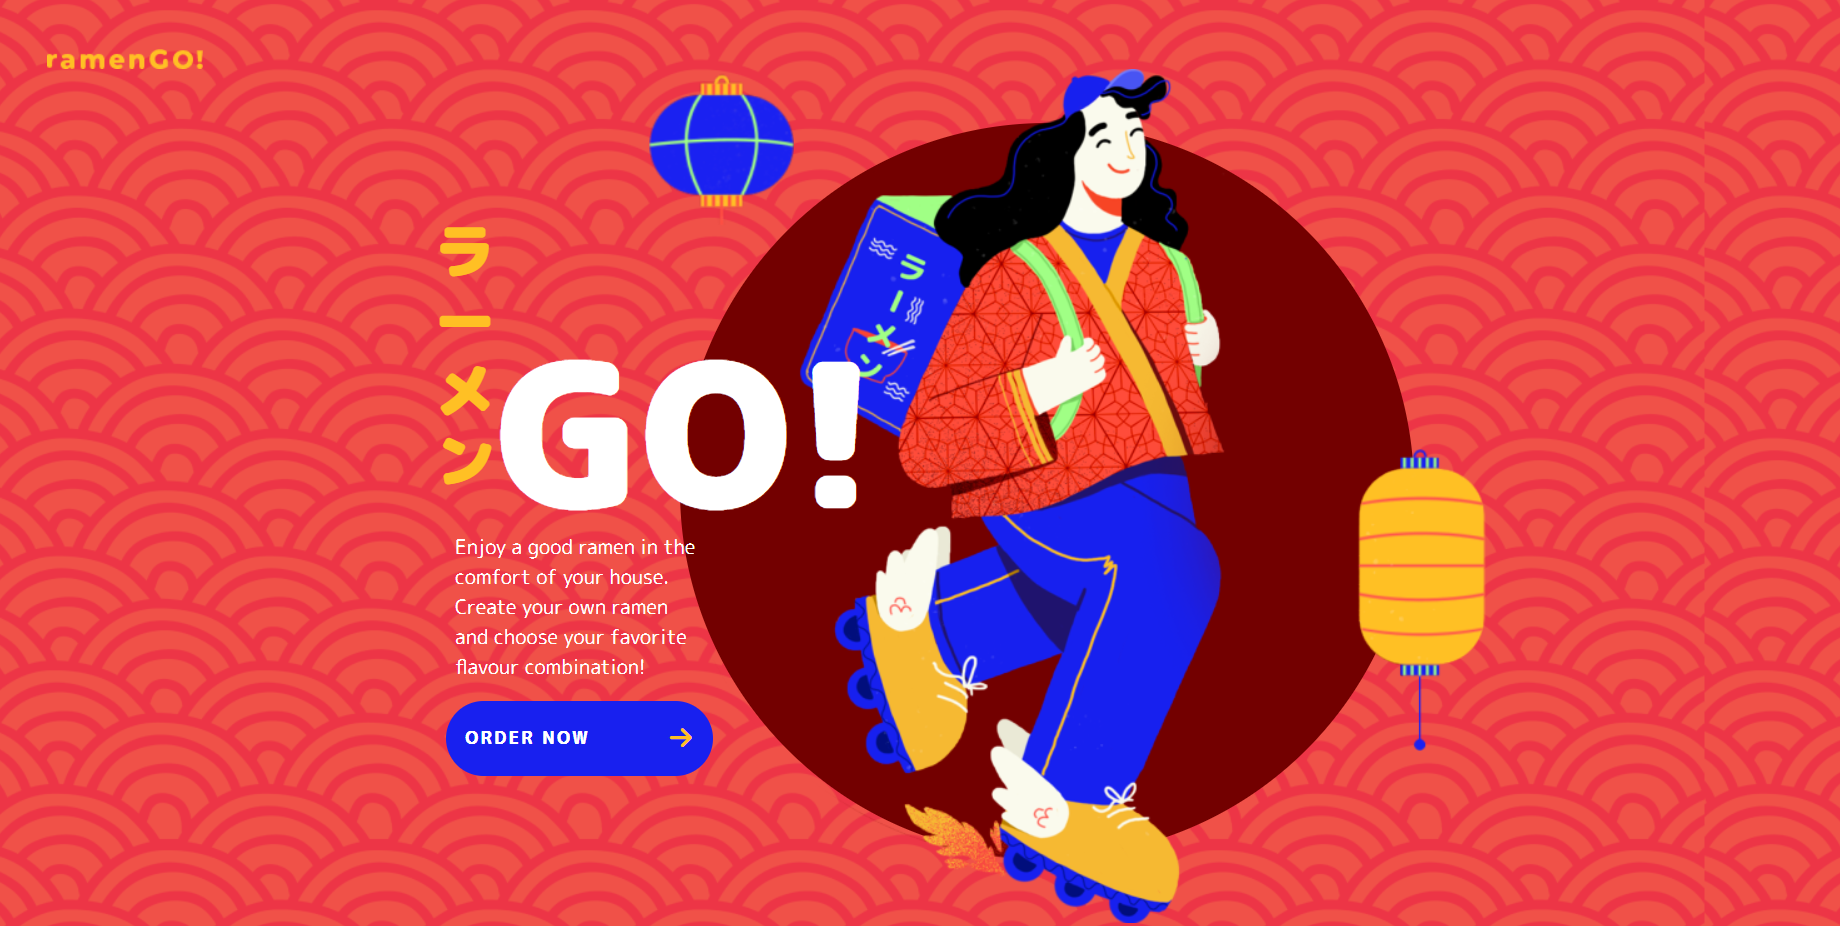 ramenGO!
ラーメン
GO!
ラーメン
Enjoy a good ramen in the
comfort of your house.
Create your own ramen
and choose your favorite
flavour combination!
ORDER NOW